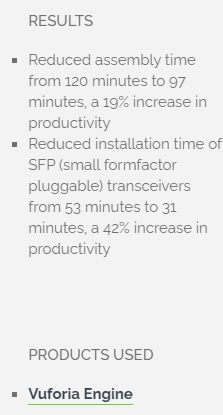 RESULTS
Reduced assembly time
from 120 minutes to 97
minutes, a 19% increase in
productivity
Reduced installation time of
SFP (small formfactor
pluggable) transceivers
from 53 minutes to 31
minutes, a 42% increase in
productivity
PRODUCTS USED
Vuforia Engine